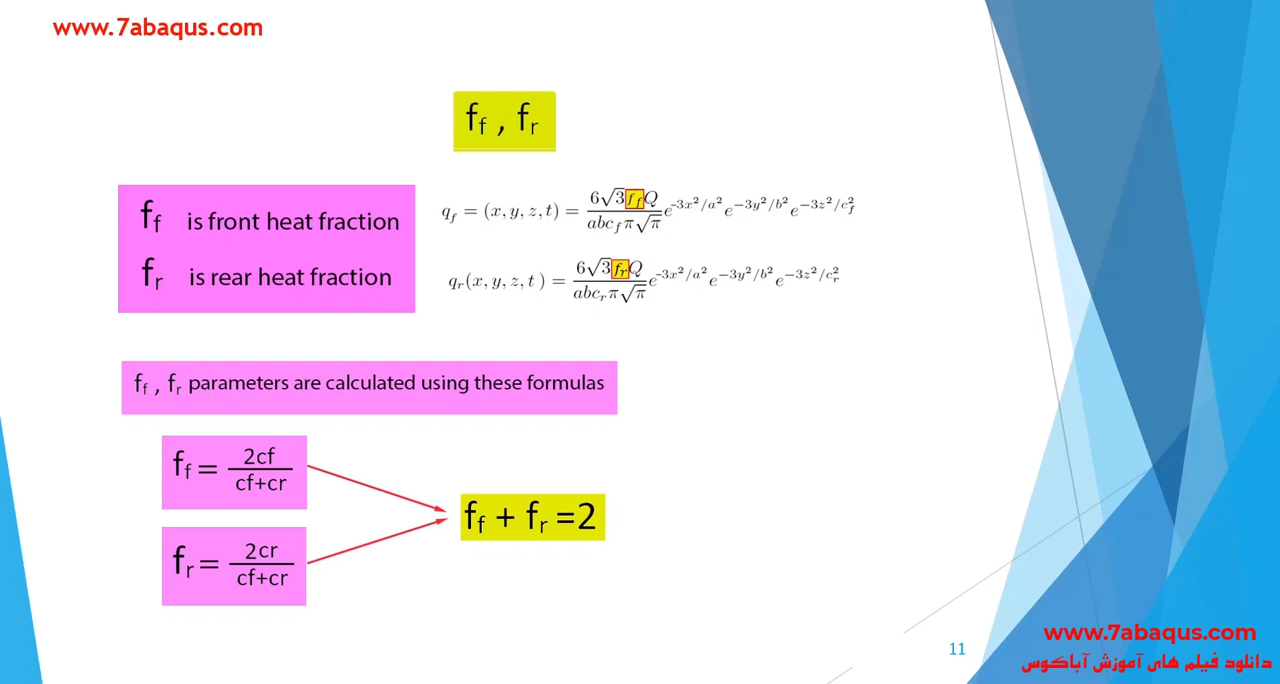 www.7abaqus.com
f_f , f_r
f_f is front heat fraction
f_r is rear heat fraction
q_f = (x, y, z, t) = \frac{6\sqrt{3}f_fQ}{abc_f\pi\sqrt{\pi}}e^{-3x^2/a^2}e^{-3y^2/b^2}e^{-3z^2/c_f^2}
q_r(x, y, z, t ) = \frac{6\sqrt{3}f_rQ}{abc_r\pi\sqrt{\pi}}e^{-3x^2/a^2}e^{-3y^2/b^2}e^{-3z^2/c_r^2}
f_f , f_r parameters are calculated using these formulas
f_f = \frac{2cf}{cf+cr}
f_r = \frac{2cr}{cf+cr}
f_f + f_r =2
11
www.7abaqus.com
دانلود فیلم های آموزش آباکوس